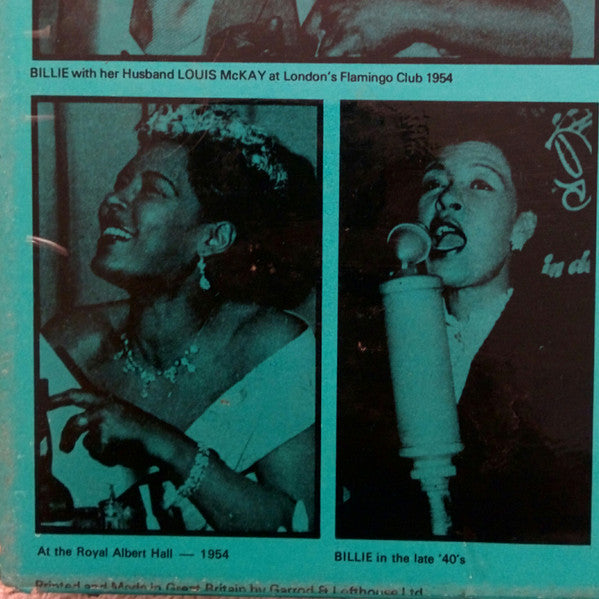 BILLIE with her Husband LOUIS McKAY at London's Flamingo Club 1954
in
At the Royal Albert Hall — 1954
BILLIE in the late '40's
Printed and Made in Great Britain by Garrod & Lofthouse Ltd.